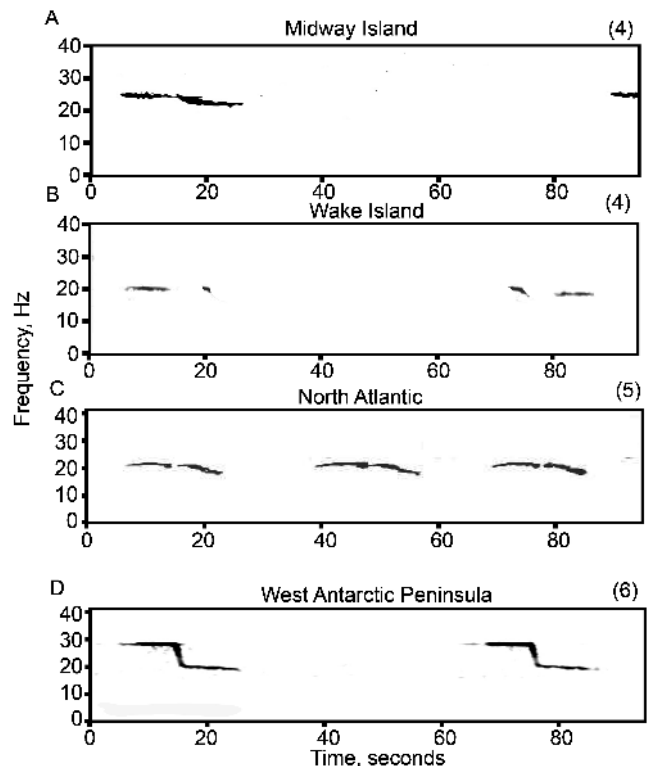 A
Midway Island (4)
40
30
20
10
0
0 20 40 60 80
B
Wake Island (4)
40
30
20
10
0
0 20 40 60 80
Frequency, Hz
C
North Atlantic (5)
40
30
20
10
0
0 20 40 60 80
D
West Antarctic Peninsula (6)
40
30
20
10
0
0 20 40 60 80
Time, seconds